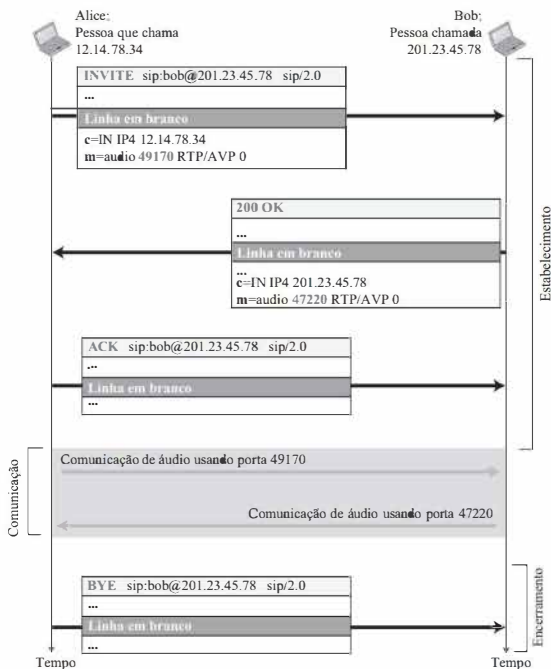 Alice:
Pessoa que chama
12.14.78.34
Bob:
Pessoa chamada
201.23.45.78
INVITE sip:bob@201.23.45.78 sip/2.0
...
Linha em branco
c=IN IP4 12.14.78.34
m=audio 49170 RTP/AVP 0
200 OK
...
Linha em branco
...
c=IN IP4 201.23.45.78
m=audio 47220 RTP/AVP 0
Estabelecimento
ACK sip:bob@201.23.45.78 sip/2.0
...
Linha em branco
...
Comunicação
Comunicação de áudio usando porta 49170
Comunicação de áudio usando porta 47220
BYE sip:bob@201.23.45.78 sip/2.0
...
Linha em branco
...
Encerramento
Tempo
Tempo